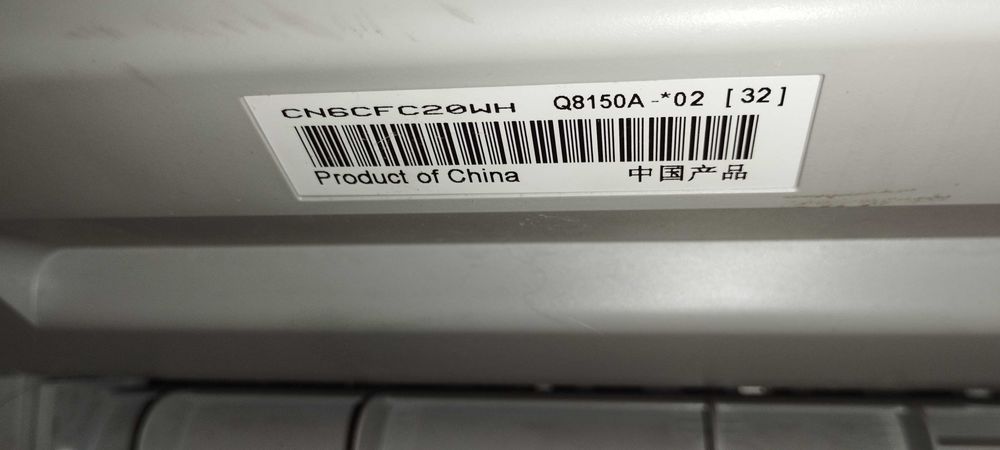 CN6CFC20WH Q8150A -*02 [32]
Product of China 中国产品